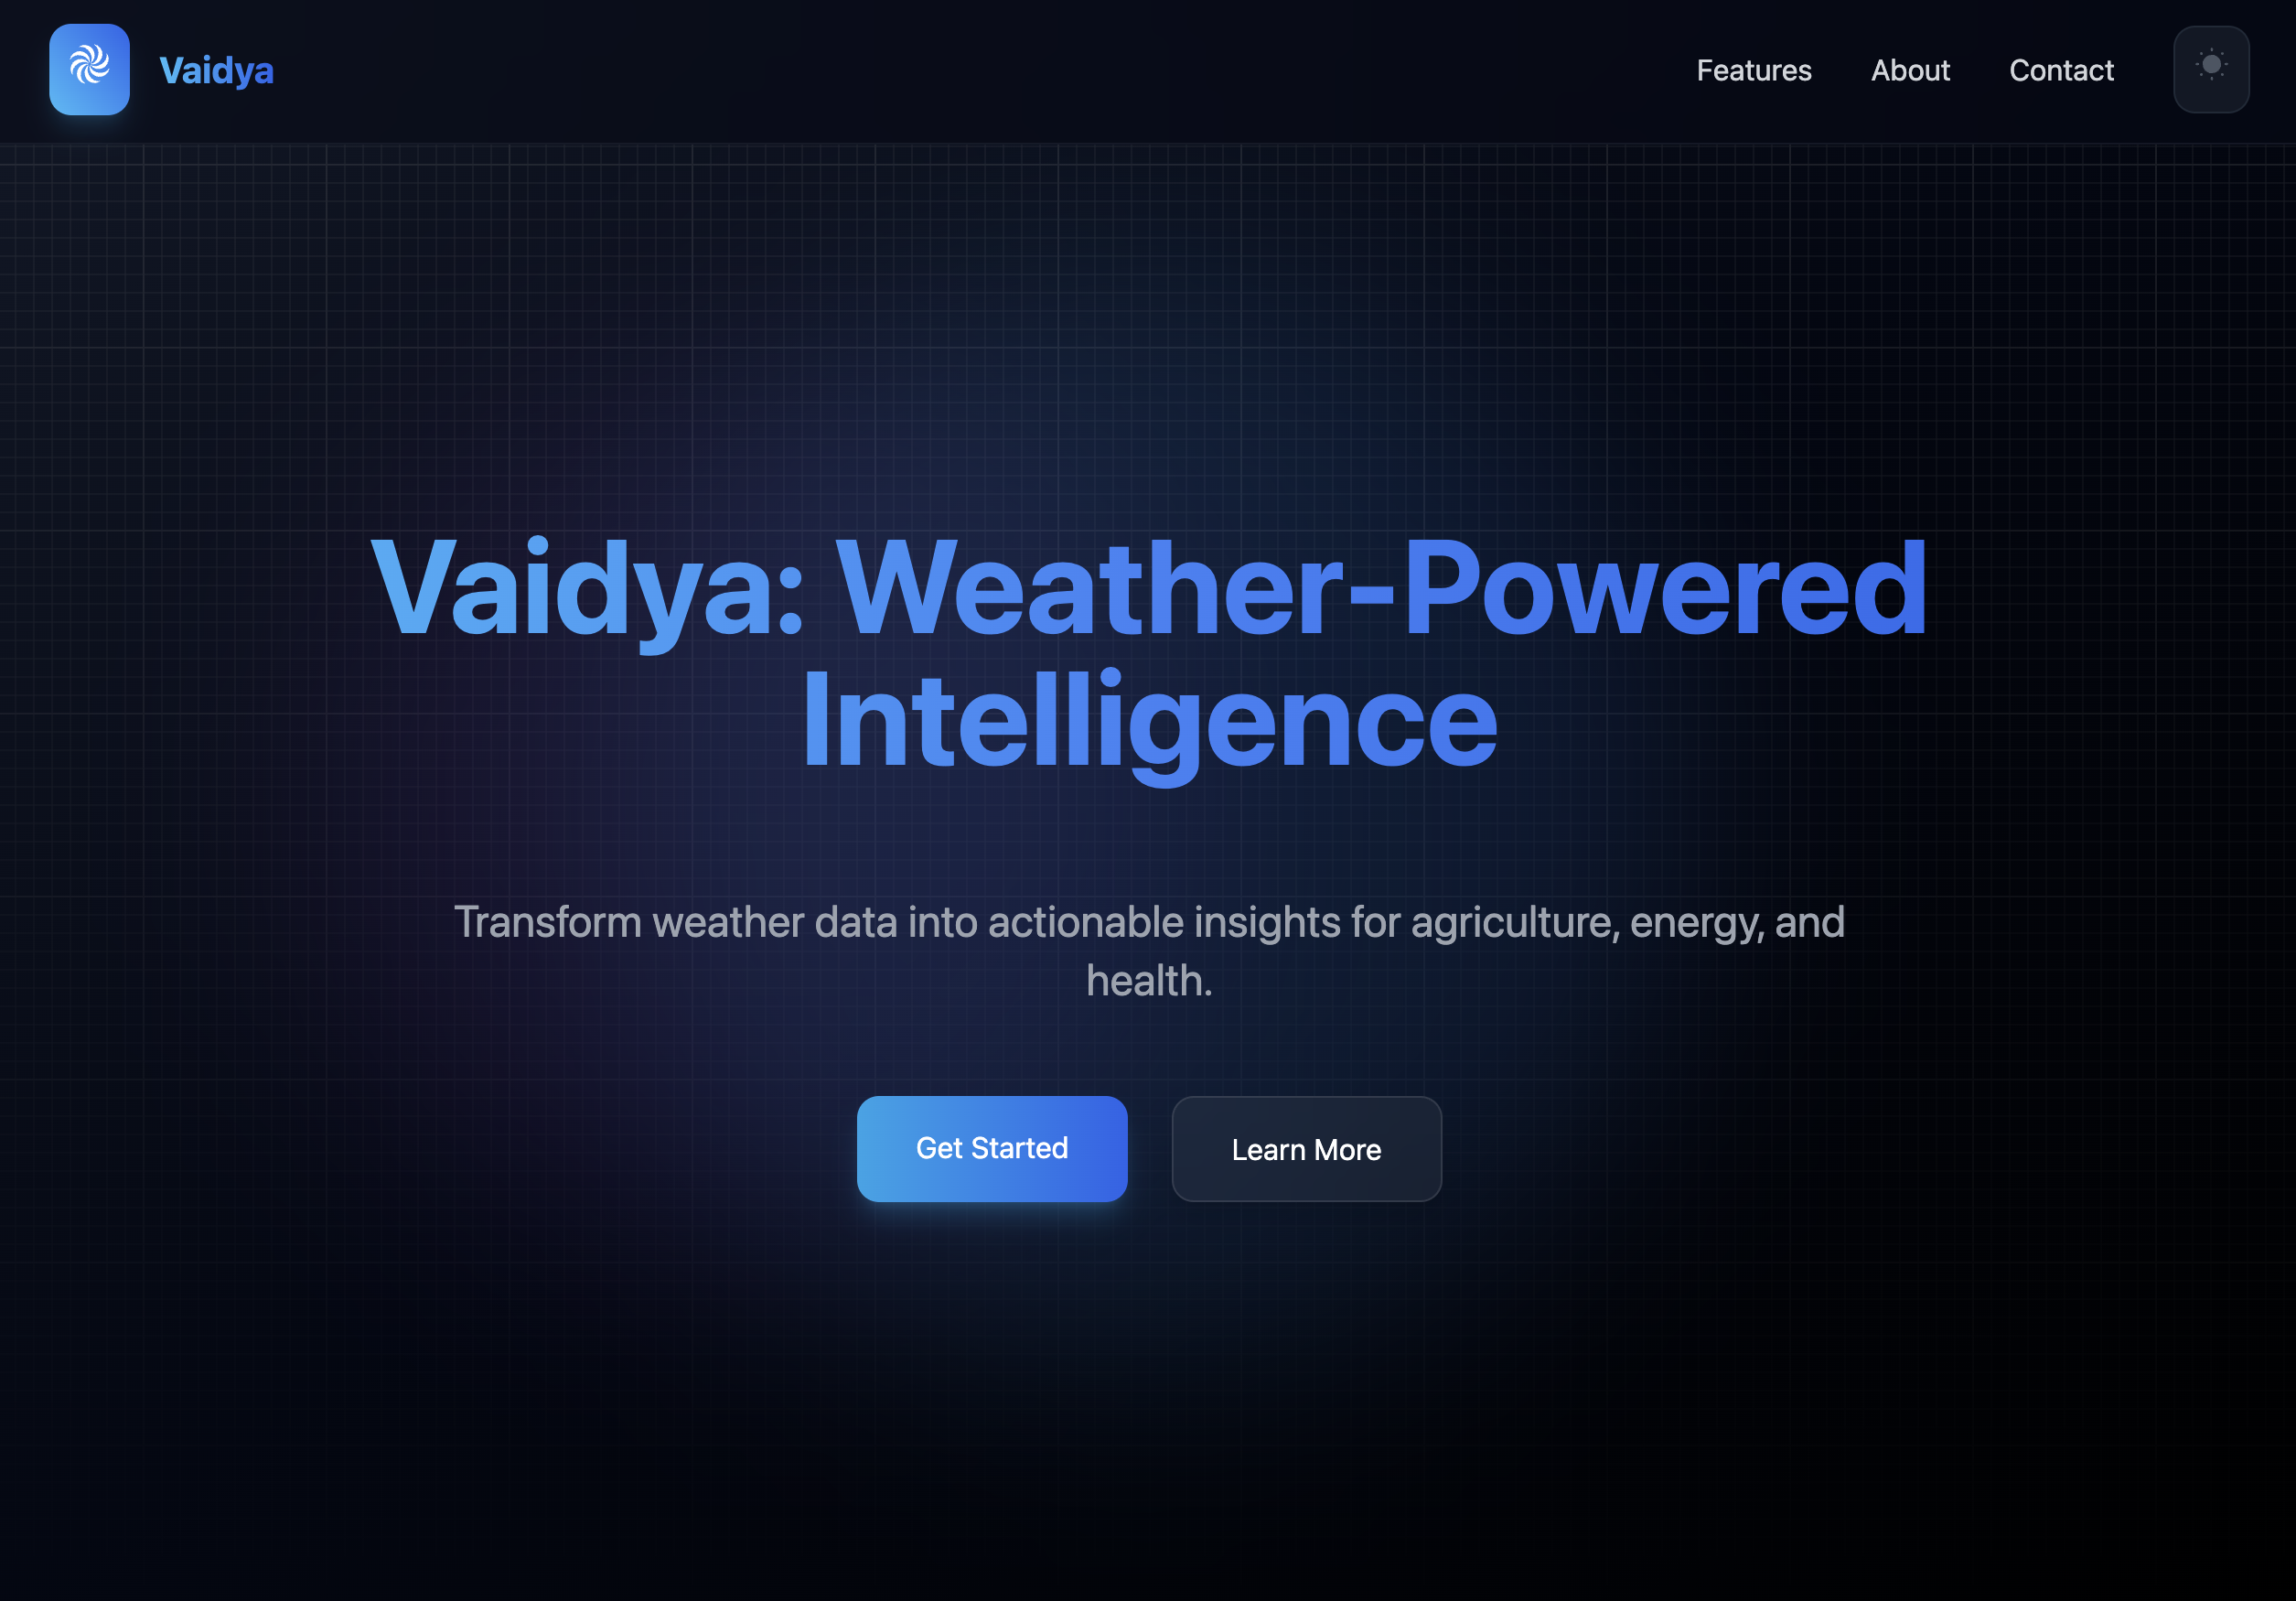 Vaidya
Features
About
Contact
Vaidya: Weather-Powered
Intelligence
Transform weather data into actionable insights for agriculture, energy, and
health.
Get Started
Learn More